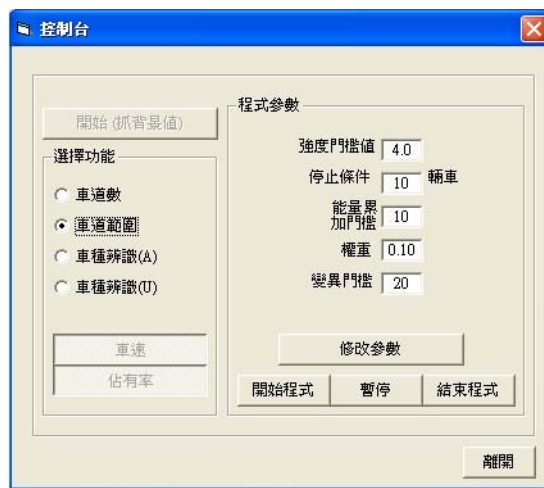 控制台
開始 (抓背景值)
選擇功能
車道數
車道範圍
車種辨識(A)
車種辨識(U)
車速
佔有率
程式參數
強度門檻值 4.0
停止條件 10 輛車
能量累
加門檻 10
權重 0.10
變異門檻 20
修改參數
開始程式 暫停 結束程式
離開